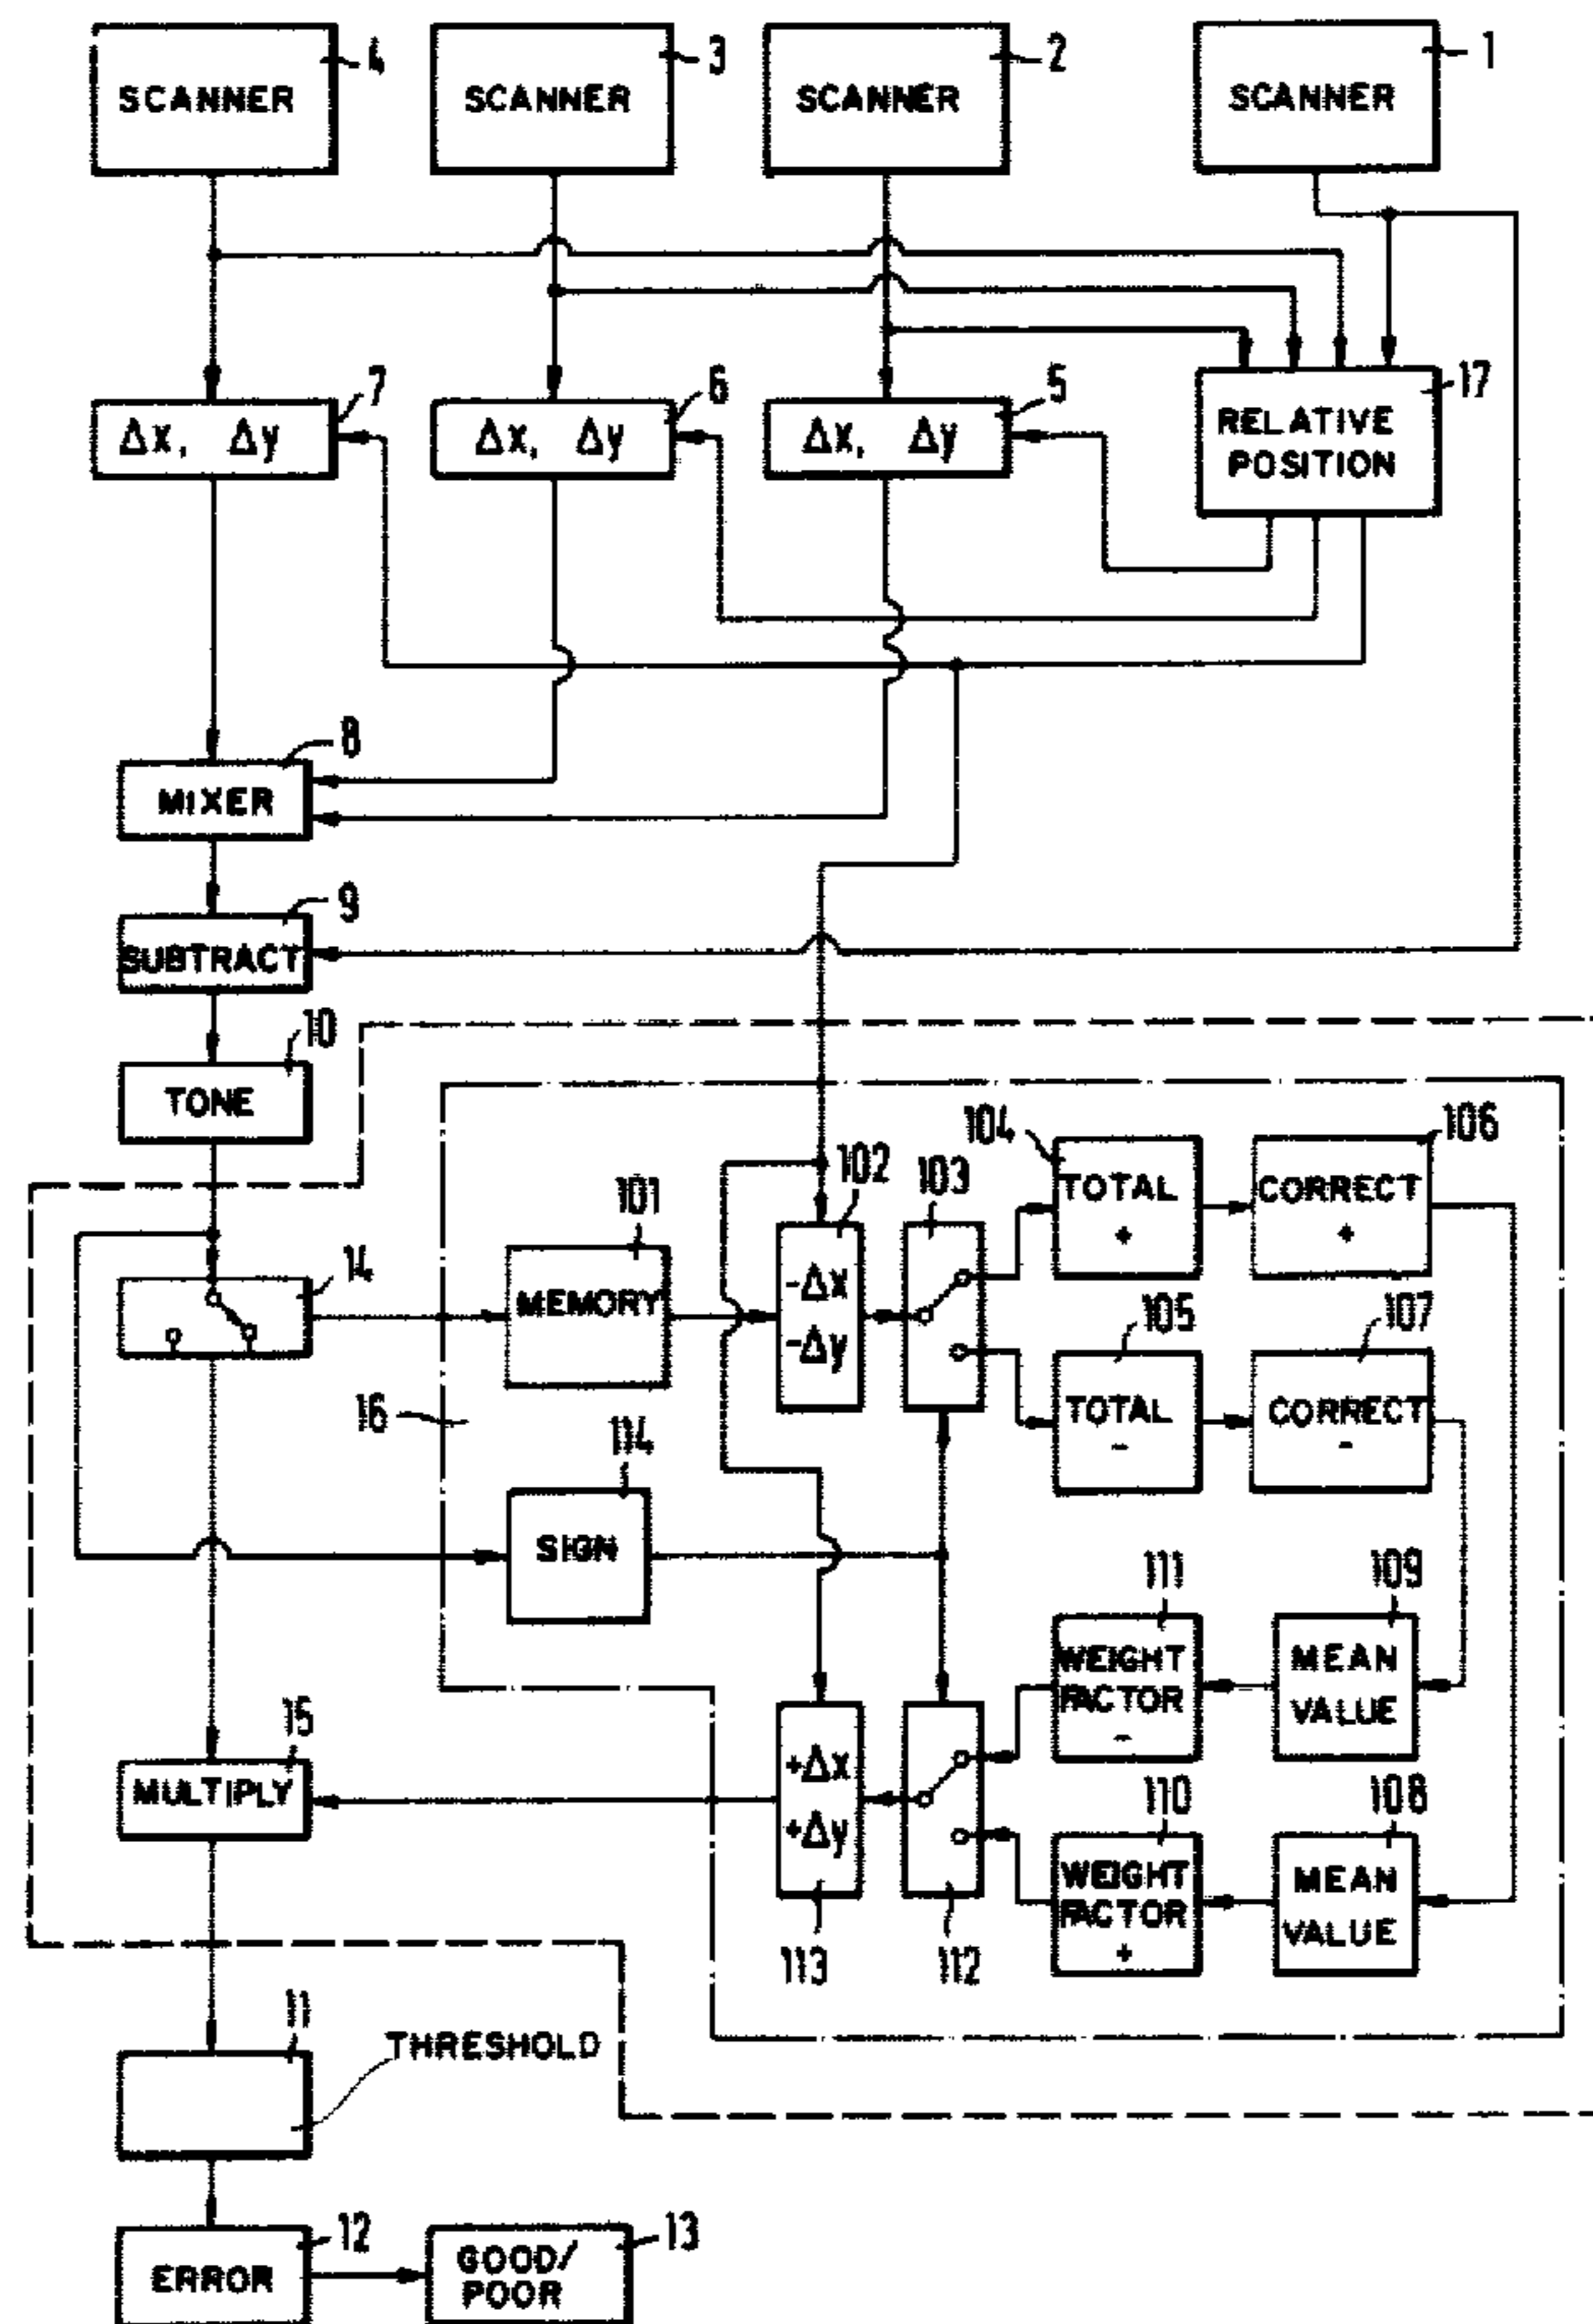 4
3
2
1
SCANNER
SCANNER
SCANNER
SCANNER
7
6
5
17
Δx, Δy
Δx, Δy
Δx, Δy
RELATIVE
POSITION
8
MIXER
9
SUBTRACT
10
TONE
104
106
102
103
101
TOTAL
+
CORRECT
+
14
MEMORY
-Δx
-Δy
105
107
16
TOTAL
-
CORRECT
-
114
SIGN
111
109
WEIGHT
FACTOR
-
MEAN
VALUE
15
MULTIPLY
+Δx
+Δy
110
108
WEIGHT
FACTOR
+
MEAN
VALUE
113
112
11
THRESHOLD
12
13
ERROR
GOOD/
POOR